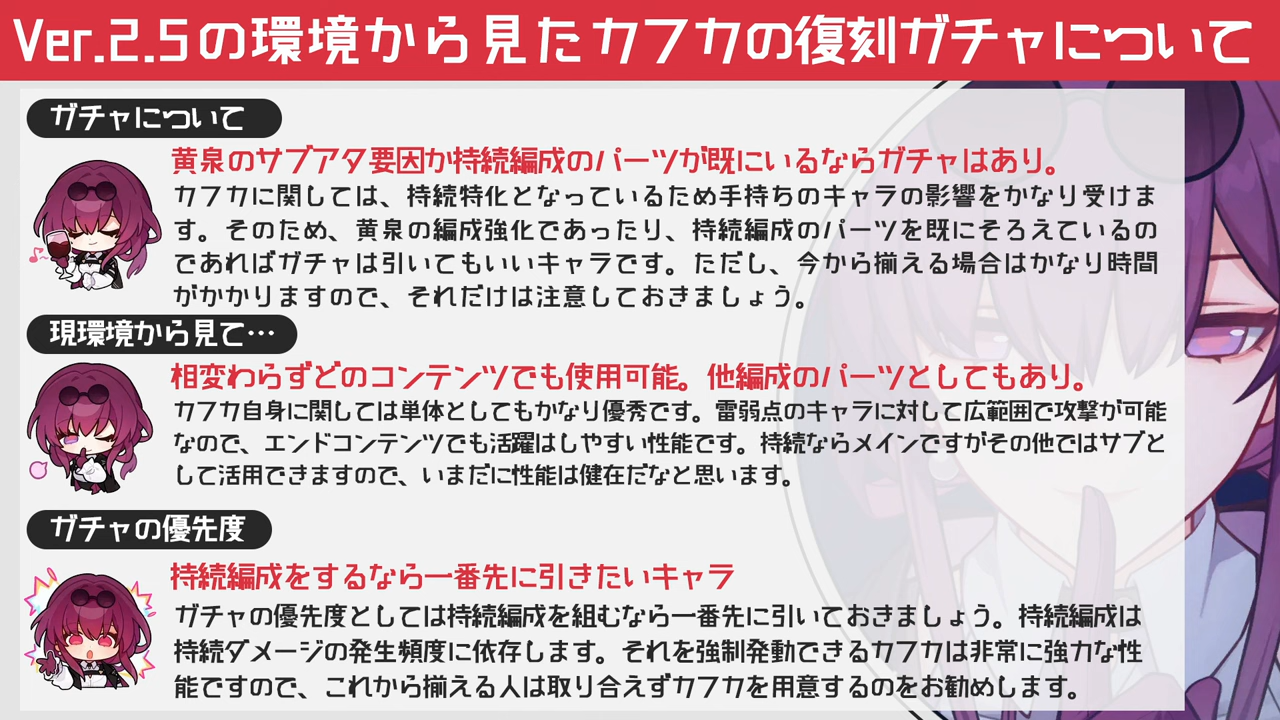 Ver.2.5の環境から見たカフカの復刻ガチャについて
ガチャについて
黄泉のサブアタ要因か持続編成のパーツが既にいるならガチャはあり。
カフカに関しては、持続特化となっているため手持ちのキャラの影響をかなり受けま
す。そのため、黄泉の編成強化であったり、持続編成のパーツを既にそろえているの
であればガチャは引いてもいいキャラです。ただし、今から揃える場合はかなり時間
がかかりますので、それだけは注意しておきましょう。
現環境から見て…
相変わらずどのコンテンツでも使用可能。他編成のパーツとしてもあり。
カフカ自身に関しては単体としてもかなり優秀です。雷弱点のキャラに対して広範囲で攻撃が可能
なので、エンドコンテンツでも活躍はしやすい性能です。持続ならメインですがその他ではサブと
して活用できますので、いまだに性能は健在だなと思います。
ガチャの優先度
持続編成をするなら一番先に引きたいキャラ
ガチャの優先度としては持続編成を組むなら一番先に引いておきましょう。持続編成は
持続ダメージの発生頻度に依存します。それを強制発動できるカフカは非常に強力な性
能ですので、これから揃える人は取り合えずカフカを用意するのをお勧めします。